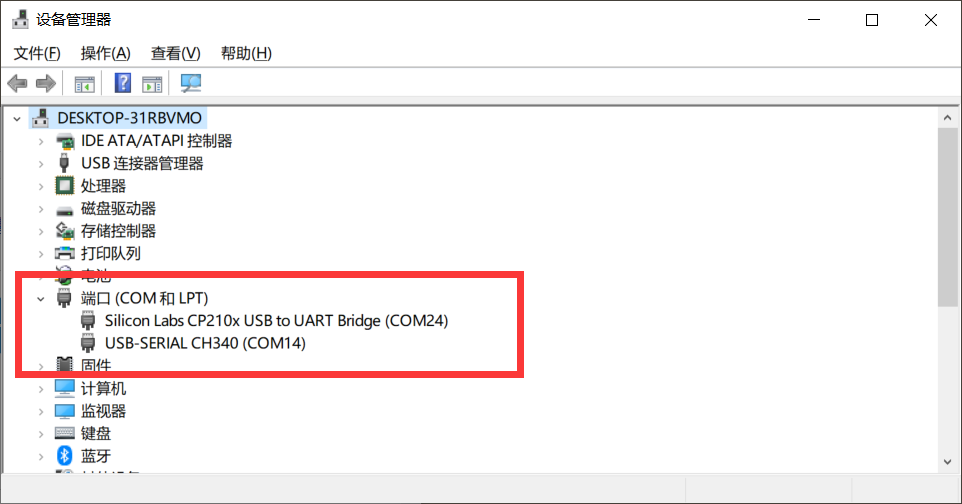 设备管理器
文件(F) 操作(A) 查看(V) 帮助(H)
DESKTOP-31RBVMO
IDE ATA/ATAPI 控制器
USB 连接器管理器
处理器
磁盘驱动器
存储控制器
打印队列
电池
端口 (COM 和 LPT)
Silicon Labs CP210x USB to UART Bridge (COM24)
USB-SERIAL CH340 (COM14)
固件
计算机
监视器
键盘
蓝牙